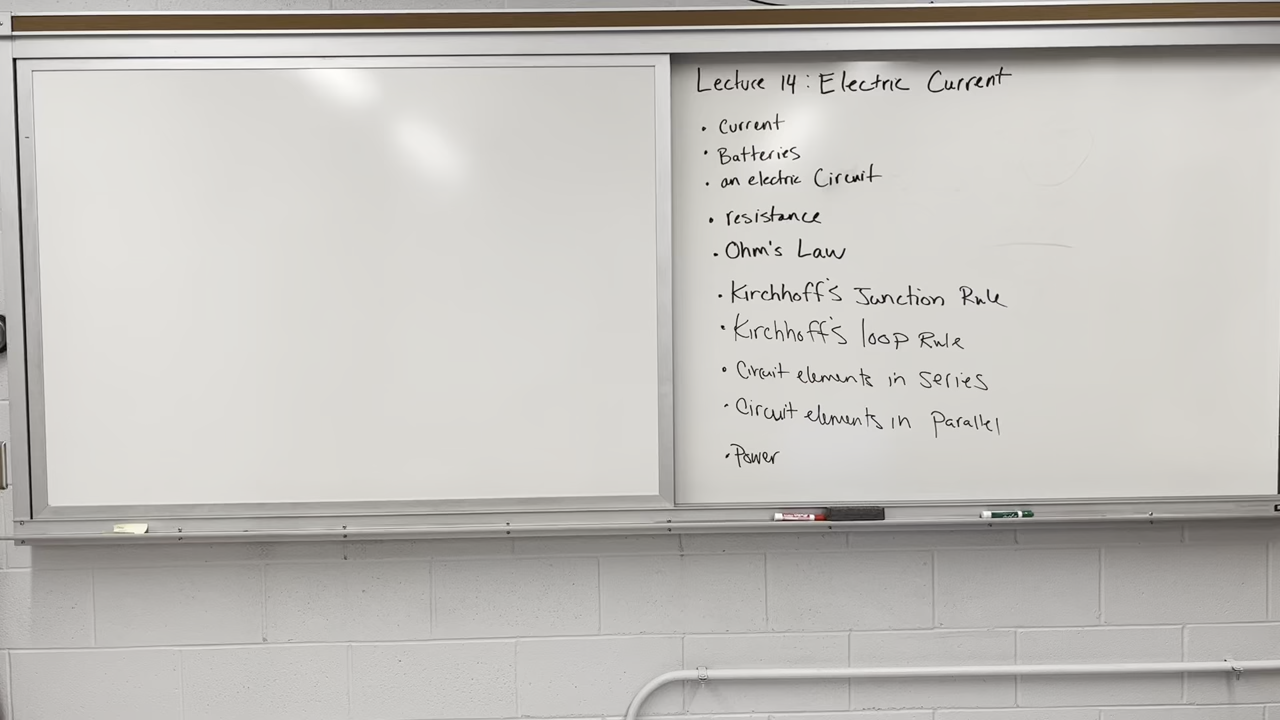 Lecture 14: Electric Current
• Current
• Batteries
• an electric Circuit
• resistance
• Ohm's Law
• Kirchhoff's Junction Rule
• Kirchhoff's loop Rule
• Circuit elements in series
• Circuit elements in Parallel
• Power